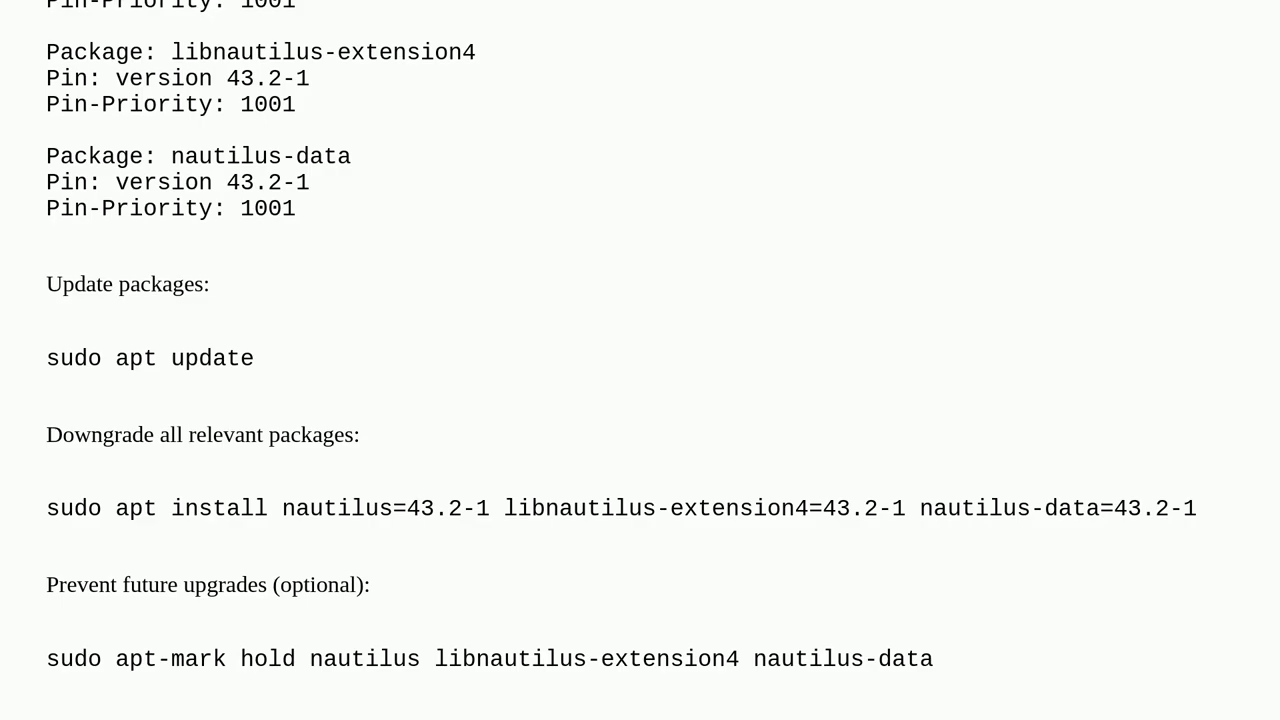 Pin-Priority: 1001
Package: libnautilus-extension4
Pin: version 43.2-1
Pin-Priority: 1001
Package: nautilus-data
Pin: version 43.2-1
Pin-Priority: 1001
Update packages:
sudo apt update
Downgrade all relevant packages:
sudo apt install nautilus=43.2-1 libnautilus-extension4=43.2-1 nautilus-data=43.2-1
Prevent future upgrades (optional):
sudo apt-mark hold nautilus libnautilus-extension4 nautilus-data